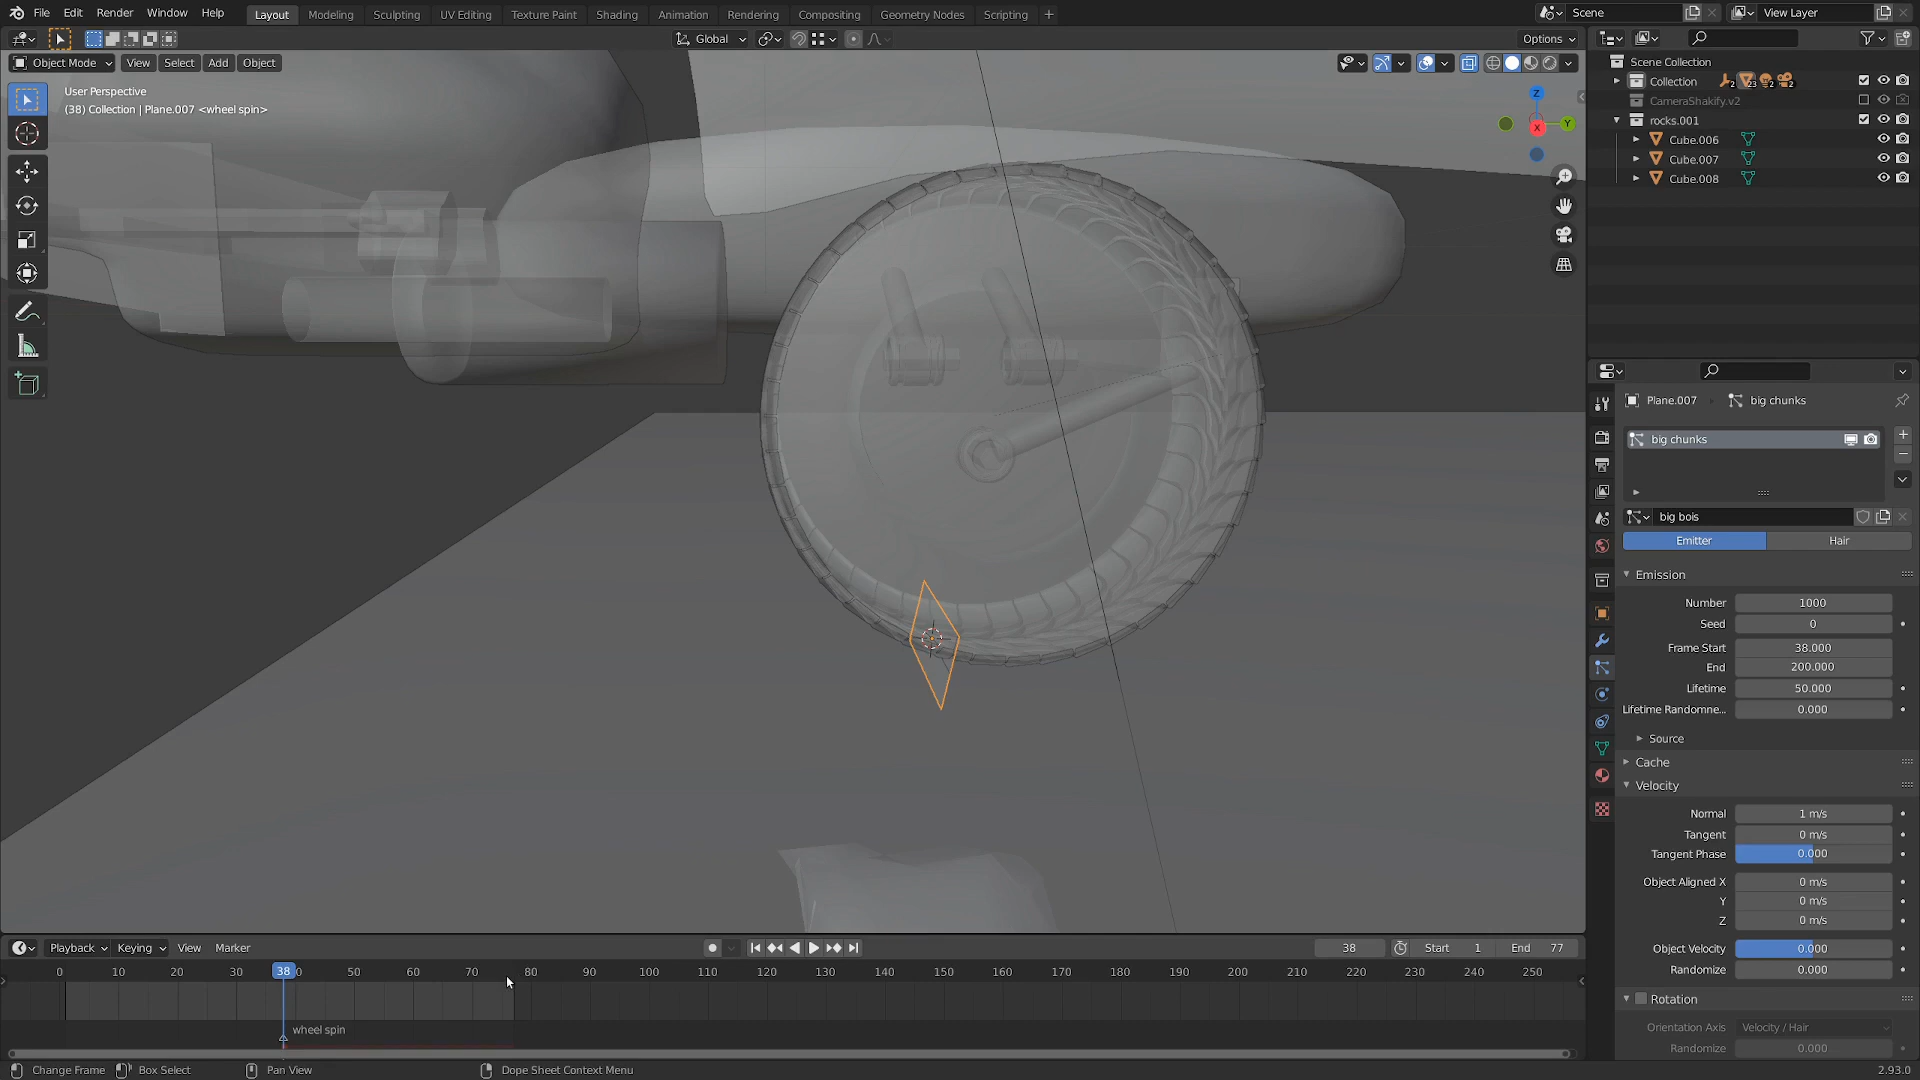 File Edit Render Window Help Layout Modeling Sculpting UV Editing Texture Paint Shading Animation Rendering Compositing Geometry Nodes Scripting + Scene View Layer
Global Options
Object Mode View Select Add Object
User Perspective
(38) Collection | Plane.007 <wheel spin>
Z
Y
X
Scene Collection
Collection 2 23 2 2
CameraShakify.v2
rocks.001
Cube.006
Cube.007
Cube.008
Plane.007 big chunks
big chunks
big bois
Emitter Hair
Emission
Number 1000
Seed 0
Frame Start 38.000
End 200.000
Lifetime 50.000
Lifetime Randomne... 0.000
Source
Cache
Velocity
Normal 1 m/s
Tangent 0 m/s
Tangent Phase 0.000
Object Aligned X 0 m/s
Y 0 m/s
Z 0 m/s
Object Velocity 0.000
Randomize 0.000
Rotation
Orientation Axis Velocity / Hair
Randomize 0.000
Playback Keying View Marker 38 Start 1 End 77
0 10 20 30 38 0 50 60 70 80 90 100 110 120 130 140 150 160 170 180 190 200 210 220 230 240 250
wheel spin
Change Frame Box Select Pan View Dope Sheet Context Menu 2.93.0